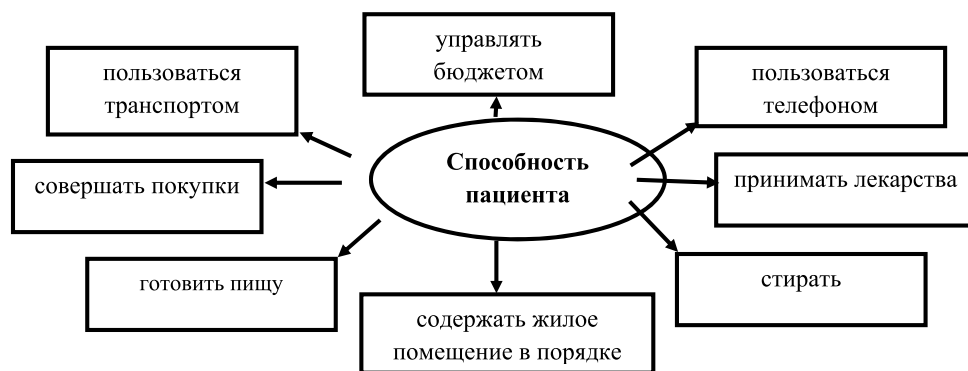 управлять
бюджетом
пользоваться
транспортом
пользоваться
телефоном
Способность
пациента
совершать покупки
принимать лекарства
готовить пищу
стирать
содержать жилое
помещение в порядке